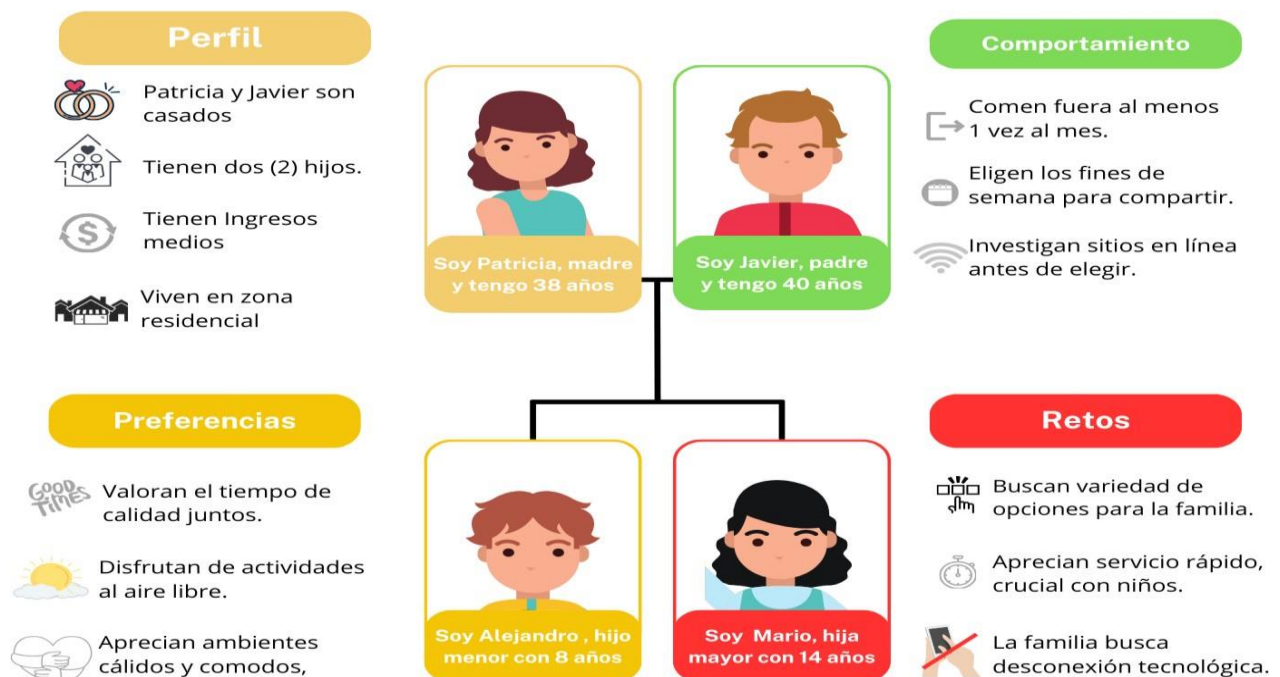 Perfil
Patricia y Javier son
casados
Tienen dos (2) hijos.
Tienen Ingresos
medios
Viven en zona
residencial
Soy Patricia, madre
y tengo 38 años
Soy Javier, padre
y tengo 40 años
Comportamiento
Comen fuera al menos
1 vez al mes.
Eligen los fines de
semana para compartir.
Investigan sitios en línea
antes de elegir.
Preferencias
GOOD
TIMES
Valoran el tiempo de
calidad juntos.
Disfrutan de actividades
al aire libre.
Aprecian ambientes
cálidos y comodos,
Soy Alejandro , hijo
menor con 8 años
Soy Mario, hija
mayor con 14 años
Retos
Buscan variedad de
opciones para la familia.
Aprecian servicio rápido,
crucial con niños.
La familia busca
desconexión tecnológica.